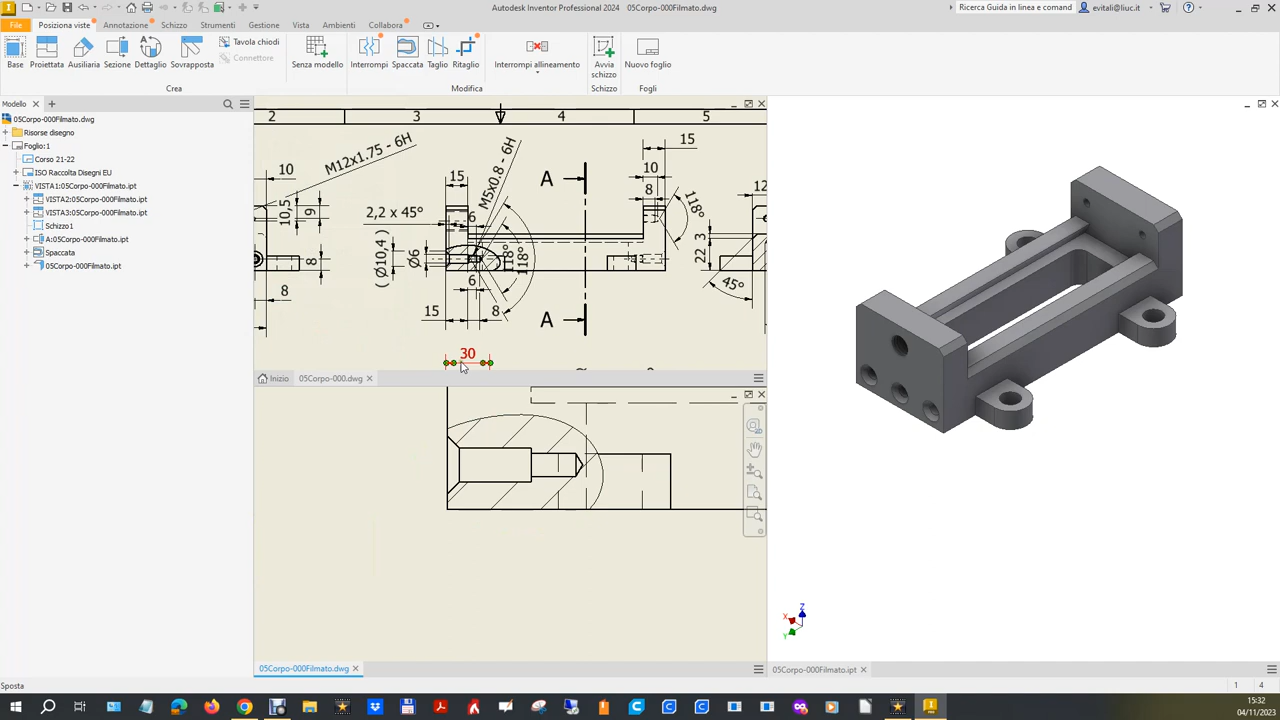 Autodesk Inventor Professional 2024 05Corpo-000Filmato.dwg
Ricerca Guida in linea e comand
evitali@liuc.it
File Posiziona viste Annotazione Schizzo Strumenti Gestione Vista Ambienti Collabora
Base Proiettata Ausiliaria Sezione Dettaglio Sovrapposta
Tavola chiodi
Connettore
Senza modello
Interrompi Spaccata Taglio Ritaglio
Interrompi allineamento
Avvia schizzo
Nuovo foglio
Crea Modifica Schizzo Fogli
Modello
05Corpo-000Filmato.dwg
Risorse disegno
Foglio:1
Corso 21-22
ISO Raccolta Disegni EU
VISTA1:05Corpo-000Filmato.ipt
VISTA2:05Corpo-000Filmato.ipt
VISTA3:05Corpo-000Filmato.ipt
Schizzo1
A:05Corpo-000Filmato.ipt
Spaccata
05Corpo-000Filmato.ipt
2 3 4 5
M12x1.75 - 6H
M5x0.8 - 6H
15
10
10
8
15
A
12
118°
10,5
9
2,2 x 45°
6
(Ø10,4)
Ø6
118°
118°
22
3
8
8
6
45°
15
8
A
30
Inizio 05Corpo-000.dwg
05Corpo-000Filmato.dwg
Z
X
Y
05Corpo-000Filmato.ipt
Sposta
1 4
15:32
04/11/2023